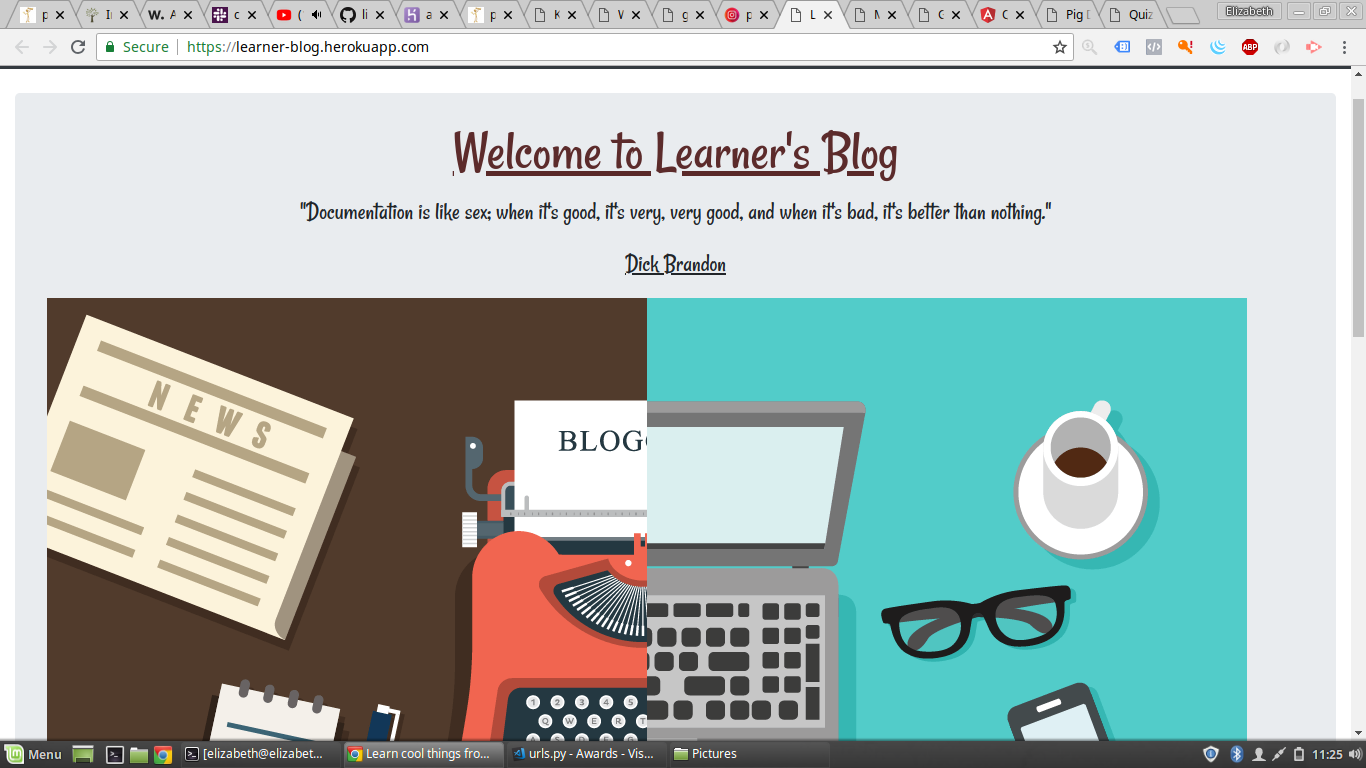 p
Ir
W. A
c
(
li
a
p
K
W
g
p
L
M
G
C
Pig
Quiz
Elizabeth
Secure
https://learner-blog.herokuapp.com
ABP
Welcome to Learner's Blog
"Documentation is like sex; when it's good, it's very, very good, and when it's bad, it's better than nothing."
Dick Brandon
NEWS
BLOG
1 2 3 4 5
Q W E R T
Menu
[elizabeth@elizabet...
Learn cool things fro...
urls.py - Awards - Vis...
Pictures
11:25